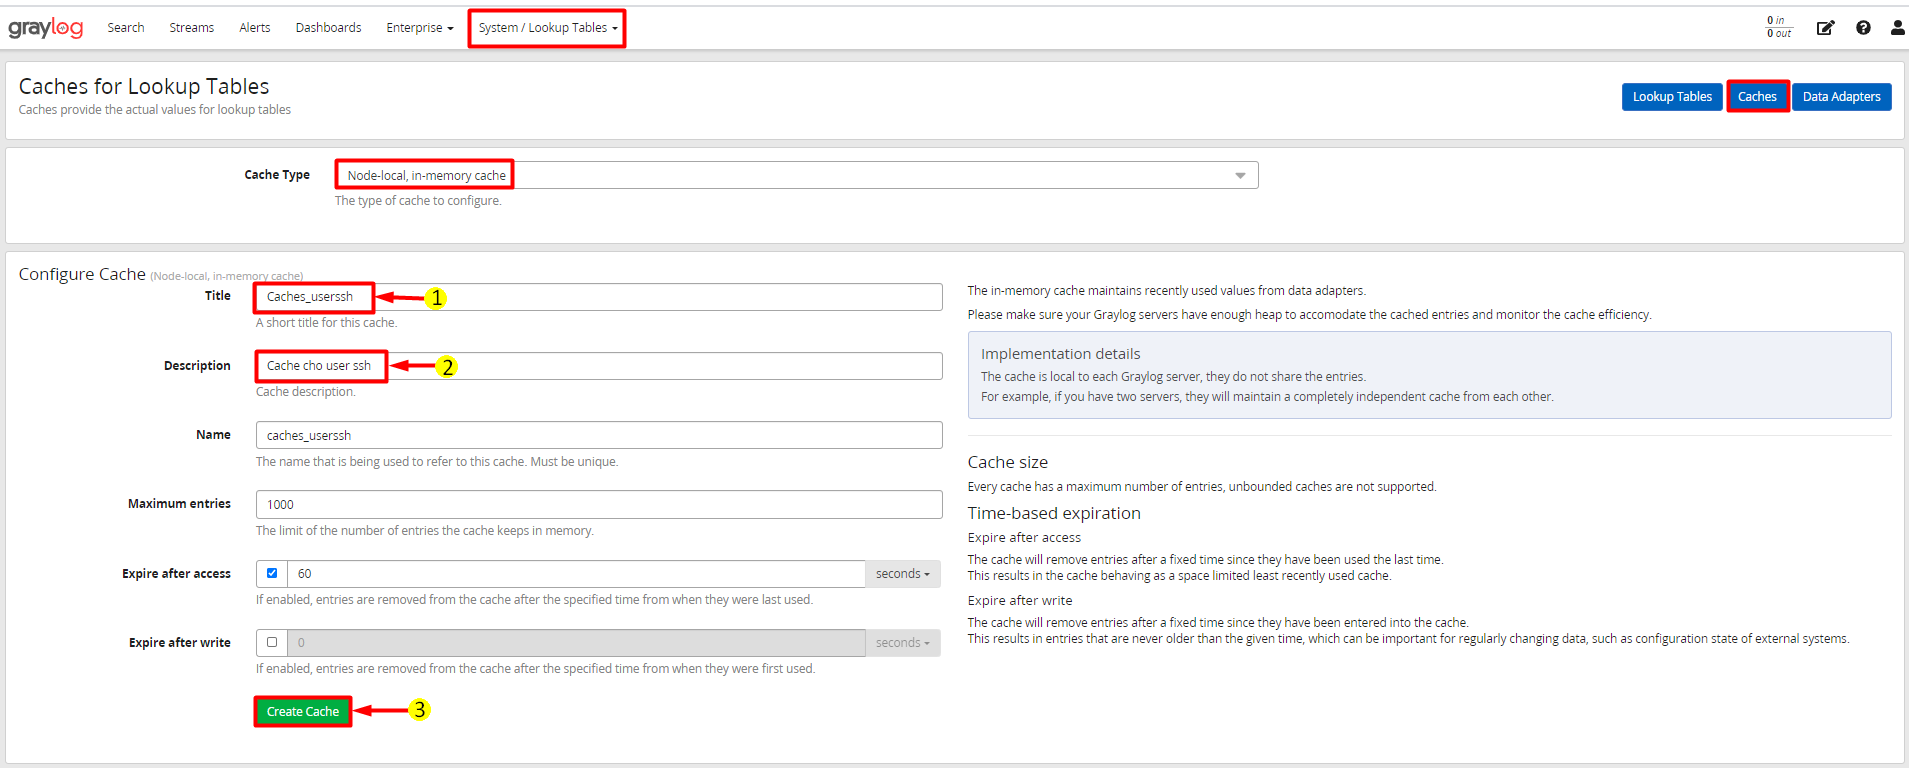 graylog Search Streams Alerts Dashboards Enterprise System / Lookup Tables 0 in
0 out
Caches for Lookup Tables
Caches provide the actual values for lookup tables
Lookup Tables Caches Data Adapters
Cache Type Node-local, in-memory cache
The type of cache to configure.
Configure Cache (Node-local, in-memory cache)
Title Caches_userssh 1
A short title for this cache.
Description Cache cho user ssh 2
Cache description.
Name caches_userssh
The name that is being used to refer to this cache. Must be unique.
Maximum entries 1000
The limit of the number of entries the cache keeps in memory.
Expire after access 60 seconds
If enabled, entries are removed from the cache after the specified time from when they were last used.
Expire after write 0 seconds
If enabled, entries are removed from the cache after the specified time from when they were first used.
Create Cache 3
The in-memory cache maintains recently used values from data adapters.
Please make sure your Graylog servers have enough heap to accomodate the cached entries and monitor the cache efficiency.
Implementation details
The cache is local to each Graylog server, they do not share the entries.
For example, if you have two servers, they will maintain a completely independent cache from each other.
Cache size
Every cache has a maximum number of entries, unbounded caches are not supported.
Time-based expiration
Expire after access
The cache will remove entries after a fixed time since they have been used the last time.
This results in the cache behaving as a space limited least recently used cache.
Expire after write
The cache will remove entries after a fixed time since they have been entered into the cache.
This results in entries that are never older than the given time, which can be important for regularly changing data, such as configuration state of external systems.